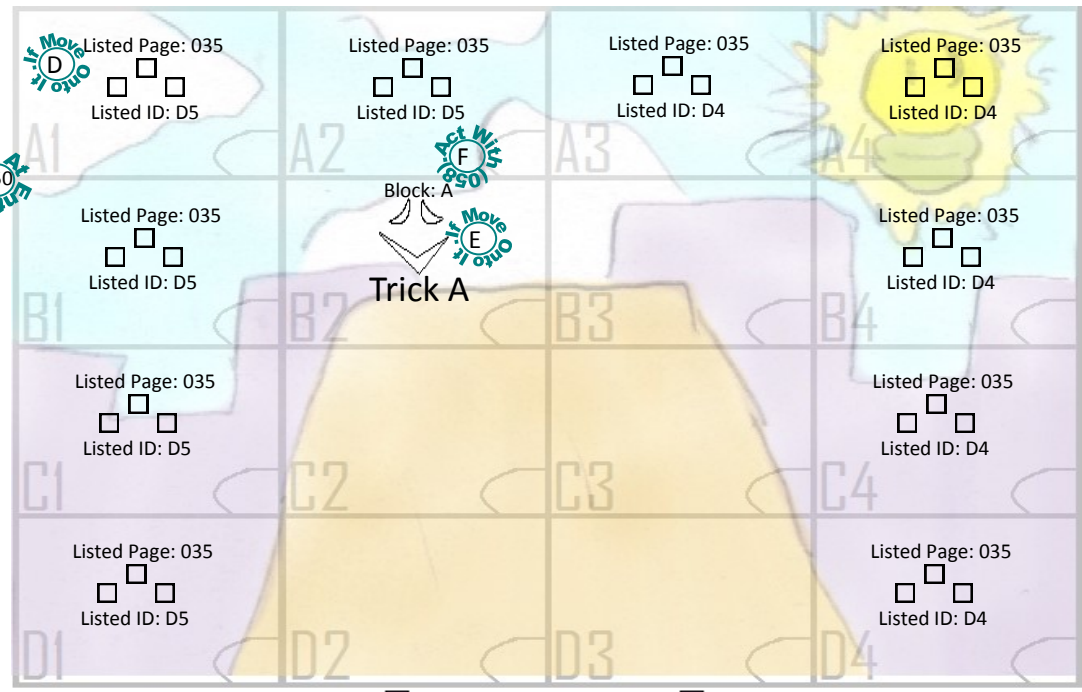 Listed Page: 035
Listed ID: D5
A1
.If Move Onto It.
D
Listed Page: 035
Listed ID: D5
A2
.Act With (058).
F
Listed Page: 035
Listed ID: D4
A3
Listed Page: 035
Listed ID: D4
A4
At
Listed Page: 035
Listed ID: D5
B1
Block: A
.If Move Onto It.
E
Trick A
B2
B3
Listed Page: 035
Listed ID: D4
B4
Listed Page: 035
Listed ID: D5
C1
C2
C3
Listed Page: 035
Listed ID: D4
C4
Listed Page: 035
Listed ID: D5
D1
D2
D3
Listed Page: 035
Listed ID: D4
D4